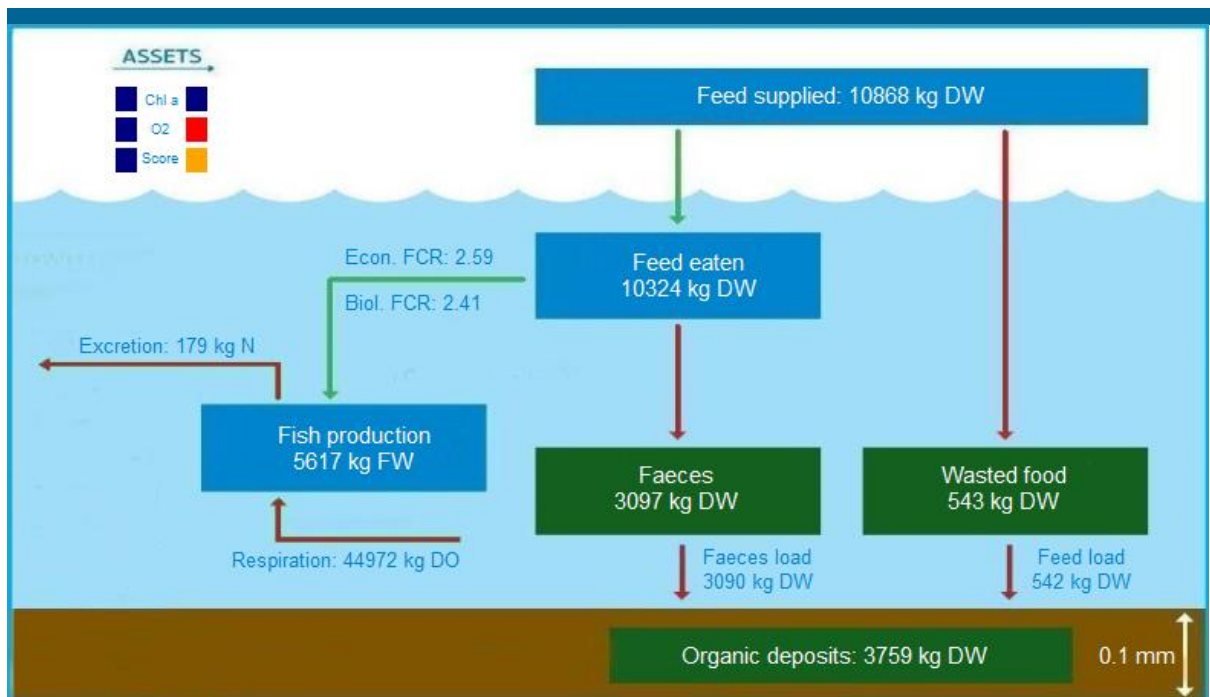 ASSETS
Chl a
O2
Score
Feed supplied: 10868 kg DW
Econ. FCR: 2.59
Biol. FCR: 2.41
Feed eaten
10324 kg DW
Excretion: 179 kg N
Fish production
5617 kg FW
Faeces
3097 kg DW
Wasted food
543 kg DW
Respiration: 44972 kg DO
Faeces load
3090 kg DW
Feed load
542 kg DW
Organic deposits: 3759 kg DW
0.1 mm